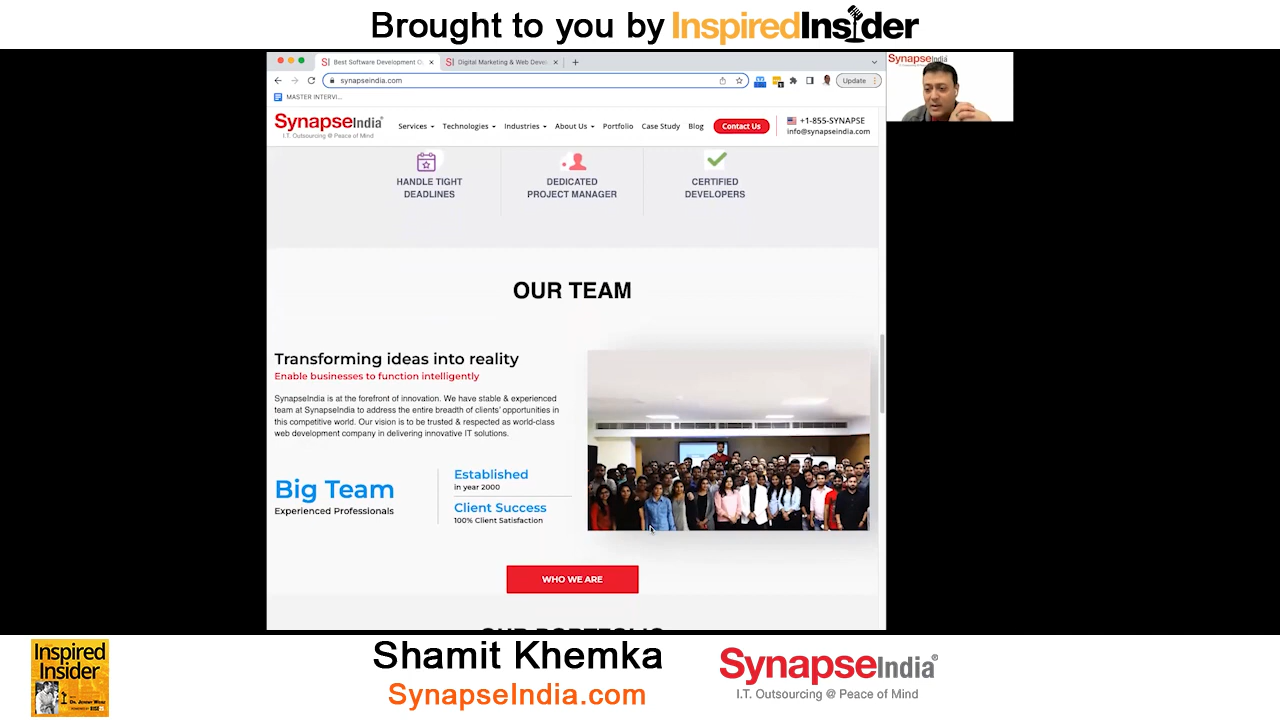 Brought to you by InspiredInsider
Best Software Development C
Digital Marketing & Web Deve
synapseindia.com
Update
MASTER INTERVI...
SynapseIndia
SynapseIndia®
I.T. Outsourcing @ Peace of Mind
Services
Technologies
Industries
About Us
Portfolio
Case Study
Blog
Contact Us
+1-855-SYNAPSE
info@synapseindia.com
HANDLE TIGHT
DEADLINES
DEDICATED
PROJECT MANAGER
CERTIFIED
DEVELOPERS
OUR TEAM
Transforming ideas into reality
Enable businesses to function intelligently
SynapseIndia is at the forefront of innovation. We have stable & experienced
team at SynapseIndia to address the entire breadth of clients' opportunities in
this competitive world. Our vision is to be trusted & respected as world-class
web development company in delivering innovative IT solutions.
Big Team
Experienced Professionals
Established
in year 2000
Client Success
100% Client Satisfaction
WHO WE ARE
OUR PORTFOLIO
Inspired
Insider
Shamit Khemka
SynapseIndia.com
SynapseIndia®
I.T. Outsourcing @ Peace of Mind